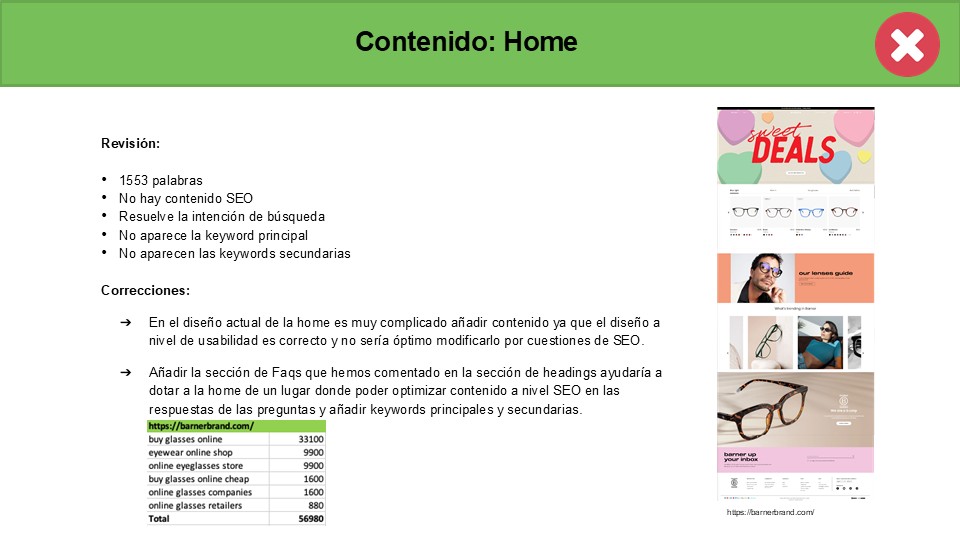 Contenido: Home
Revisión:
• 1553 palabras
• No hay contenido SEO
• Resuelve la intención de búsqueda
• No aparece la keyword principal
• No aparecen las keywords secundarias
Correcciones:
➔ En el diseño actual de la home es muy complicado añadir contenido ya que el diseño a
nivel de usabilidad es correcto y no sería óptimo modificarlo por cuestiones de SEO.
➔ Añadir la sección de Faqs que hemos comentado en la sección de headings ayudaría a
dotar a la home de un lugar donde poder optimizar contenido a nivel SEO en las
respuestas de las preguntas y añadir keywords principales y secundarias.
https://barnerbrand.com/
buy glasses online 33100
eyewear online shop 9900
online eyeglasses store 9900
buy glasses online cheap 1600
online glasses companies 1600
online glasses retailers 880
Total 56980
sweet
DEALS
our lenses guide
What's trending in Barner
barner up
your inbox
https://barnerbrand.com/